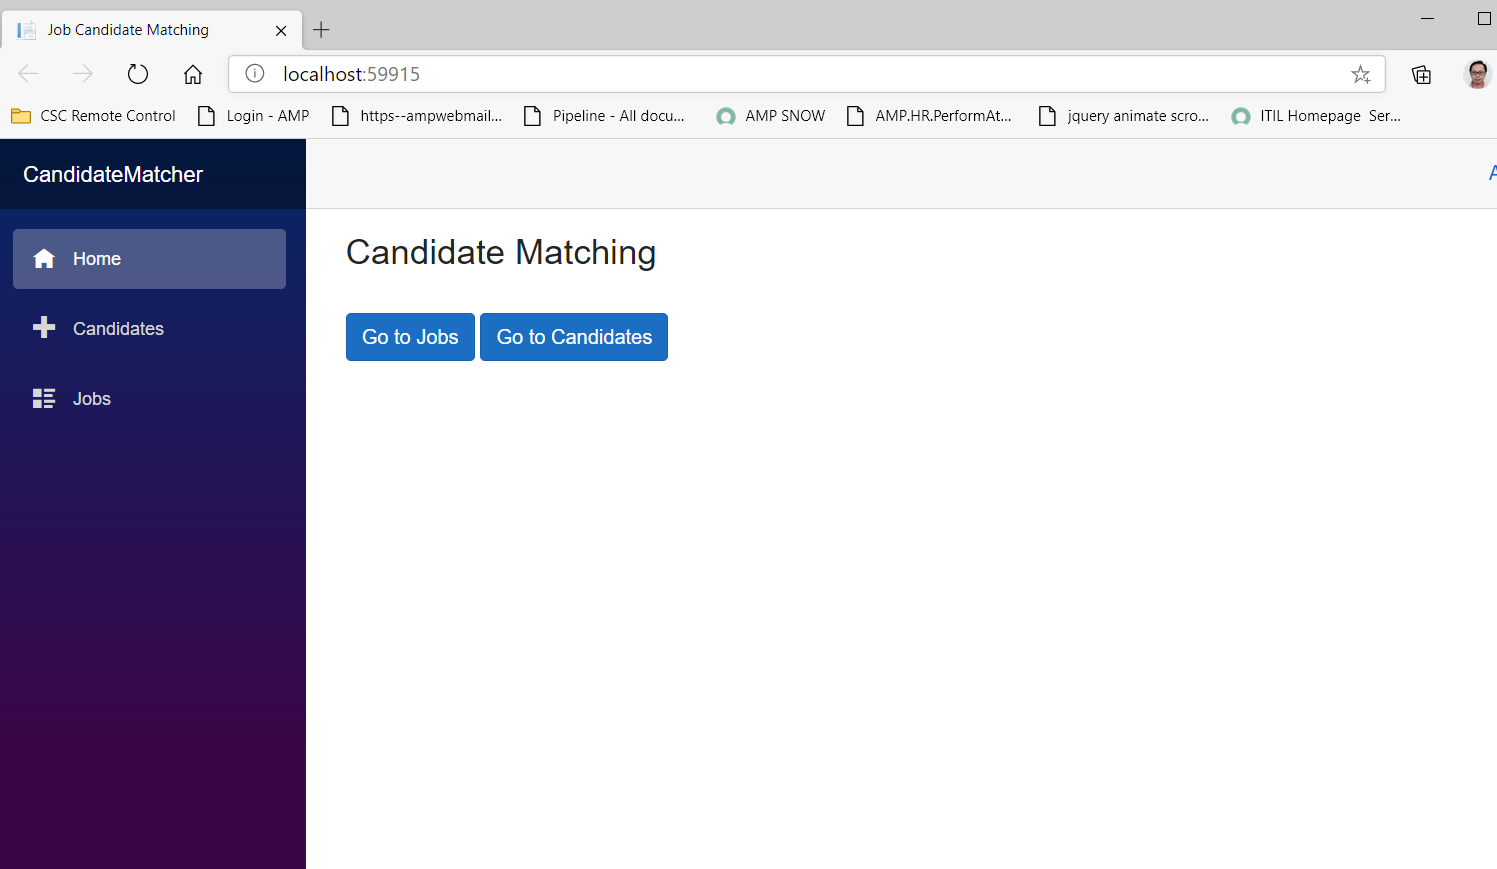 Job Candidate Matching
localhost:59915
CSC Remote Control Login - AMP https--ampwebmail... Pipeline - All docu... AMP SNOW AMP.HR.PerformAt... jquery animate scro... ITIL Homepage Ser...
CandidateMatcher
A
Home
Candidates
Jobs
Candidate Matching
Go to Jobs Go to Candidates